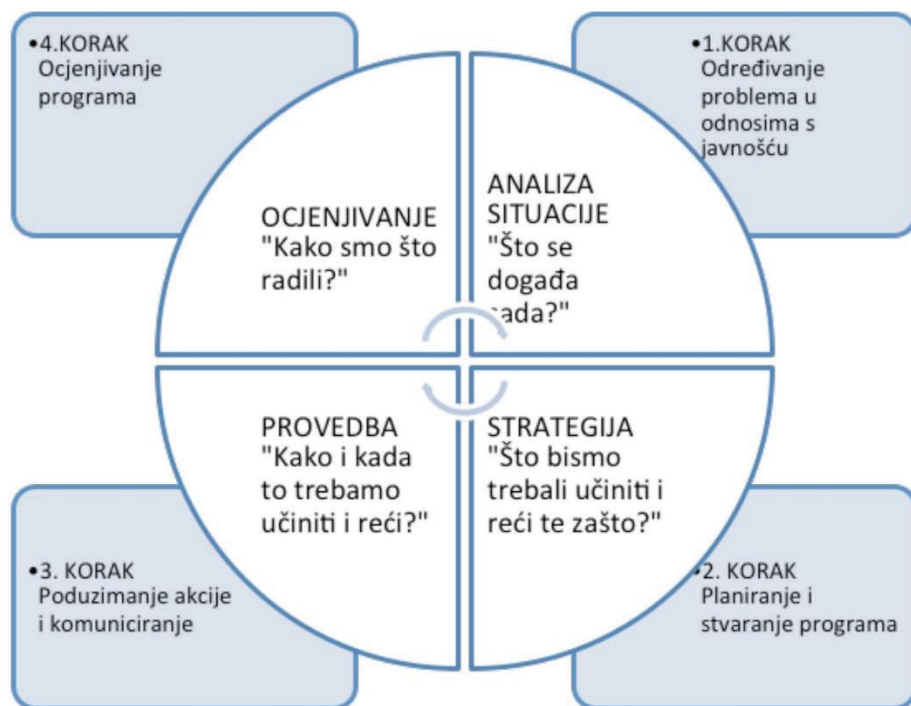 •4.KORAK
Ocjenjivanje
programa
•1.KORAK
Određivanje
problema u
odnosima s
javnošću
OCJENJIVANJE
"Kako smo što
radili?"
ANALIZA
SITUACIJE
"Što se
događa
sada?"
PROVEDBA
"Kako i kada
to trebamo
učiniti i reći?"
STRATEGIJA
"Što bismo
trebali učiniti i
reći te zašto?"
•3. KORAK
Poduzimanje akcije
i komuniciranje
•2. KORAK
Planiranje i
stvaranje programa